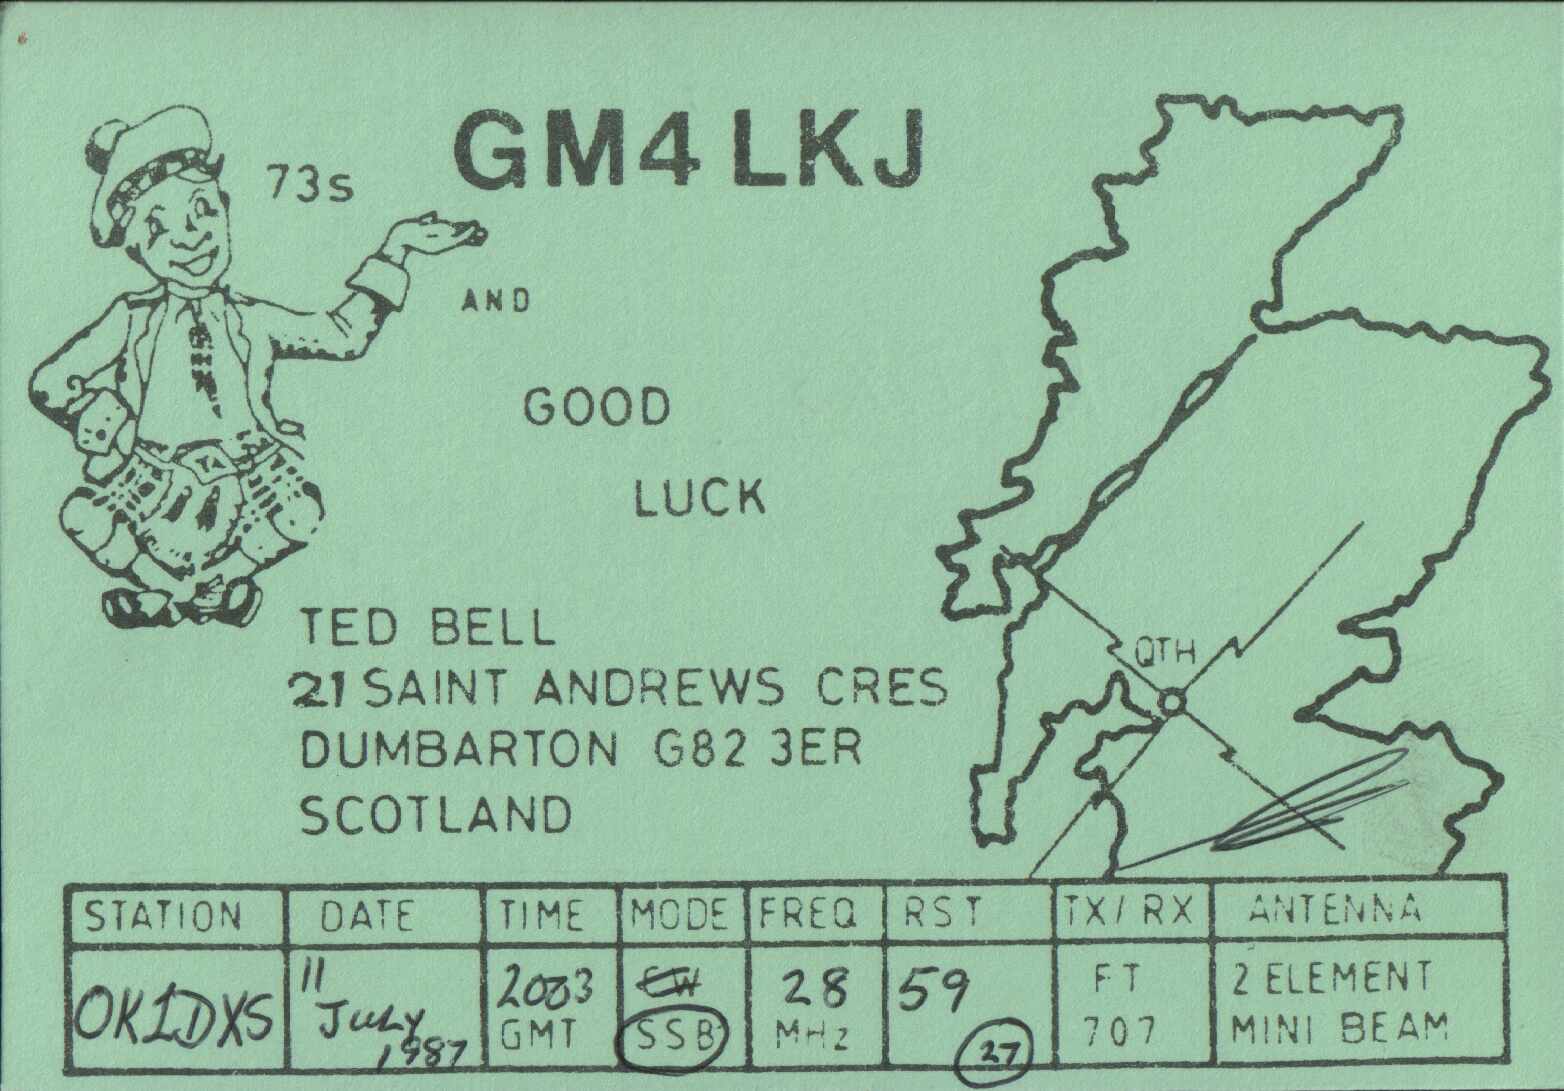 GM4LKJ
73s
AND
GOOD
LUCK
TED BELL
21 SAINT ANDREWS CRES
DUMBARTON G82 3ER
SCOTLAND
QTH
STATION DATE TIME MODE FREQ RST TX/RX ANTENNA
OK1DXS 11 July 1987 2003 GMT CW SSB 28 MHz 59 27 FT 707 2 ELEMENT MINI BEAM